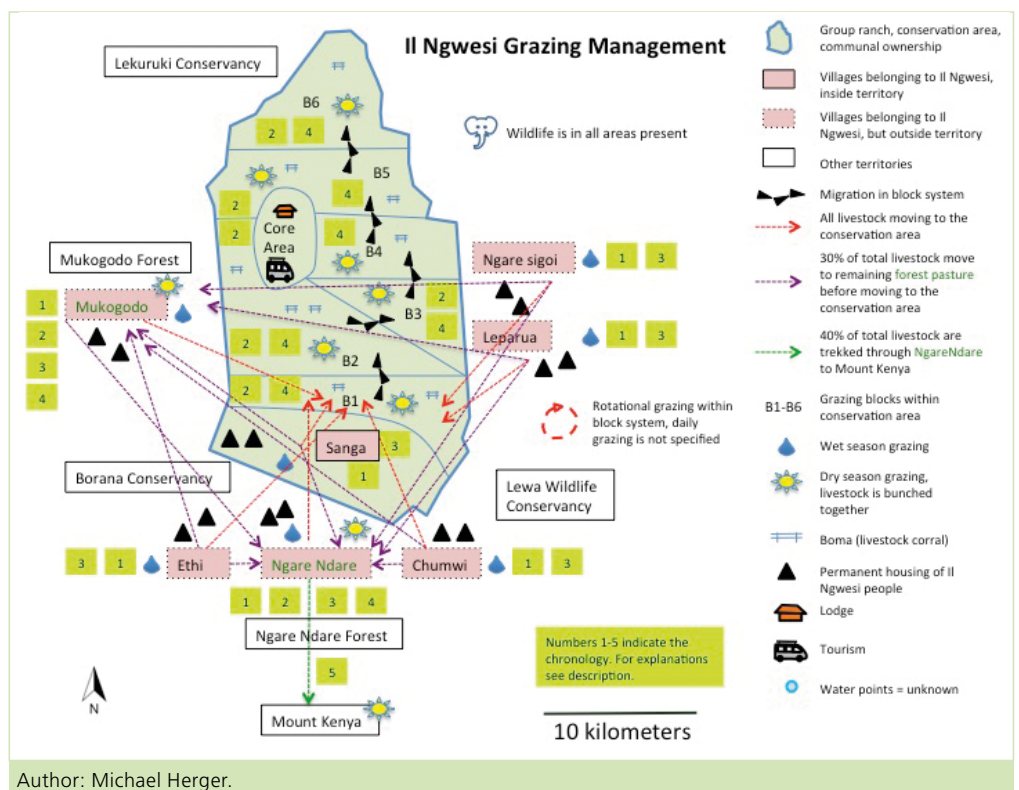 Il Ngwesi Grazing Management
Lekuruki Conservancy
B6
2
4
Wildlife is in all areas present
B5
4
2
2
4
Core
Area
B4
Mukogodo Forest
Ngare sigoi
1
3
1
Mukogodo
2
B3
4
2
Leparua
1
3
2
4
B2
3
4
2
4
B1
Rotational grazing within
block system, daily
grazing is not specified
Sanga
3
1
Borana Conservancy
Lewa Wildlife
Conservancy
3
1
Ethi
Ngare Ndare
Chumwi
1
3
1
2
3
4
Ngare Ndare Forest
5
Mount Kenya
N
Numbers 1-5 indicate the
chronology. For explanations
see description.
10 kilometers
Group ranch, conservation area,
communal ownership
Villages belonging to Il Ngwesi,
inside territory
Villages belonging to Il
Ngwesi, but outside territory
Other territories
Migration in block system
All livestock moving to the
conservation area
30% of total livestock move
to remaining forest pasture
before moving to the
conservation area
40% of total livestock are
trekked through NgareNdare
to Mount Kenya
B1-B6
Grazing blocks within
conservation area
Wet season grazing
Dry season grazing,
livestock is bunched
together
Boma (livestock corral)
Permanent housing of Il
Ngwesi people
Lodge
Tourism
Water points = unknown
Author: Michael Herger.